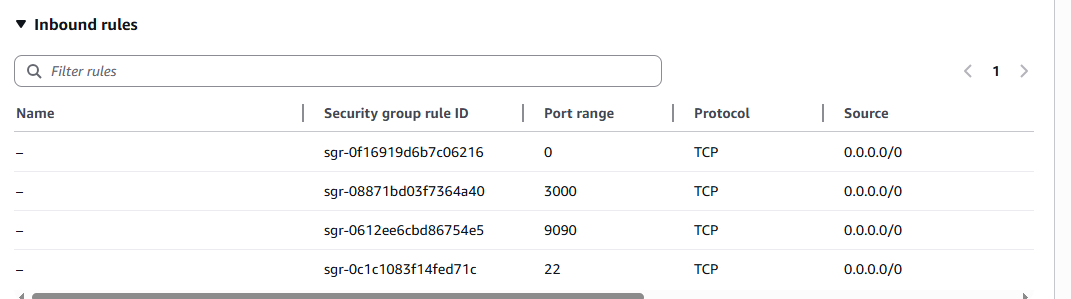 Inbound rules
Filter rules
1
Name Security group rule ID Port range Protocol Source
– sgr-0f16919d6b7c06216 0 TCP 0.0.0.0/0
– sgr-08871bd03f7364a40 3000 TCP 0.0.0.0/0
– sgr-0612ee6cbd86754e5 9090 TCP 0.0.0.0/0
– sgr-0c1c1083f14fed71c 22 TCP 0.0.0.0/0